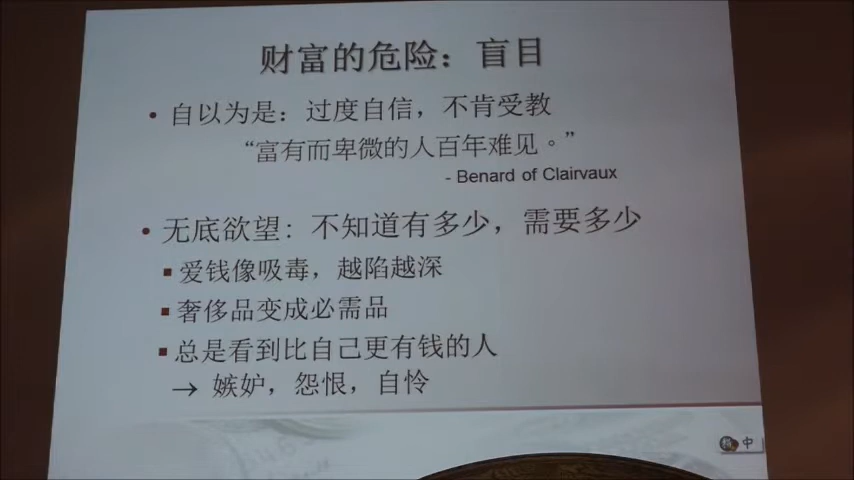 财富的危险：盲目
• 自以为是：过度自信，不肯受教
“富有而卑微的人百年难见。”
- Benard of Clairvaux
• 无底欲望：不知道有多少，需要多少
▪ 爱钱像吸毒，越陷越深
▪ 奢侈品变成必需品
▪ 总是看到比自己更有钱的人
→ 嫉妒，怨恨，自怜
中